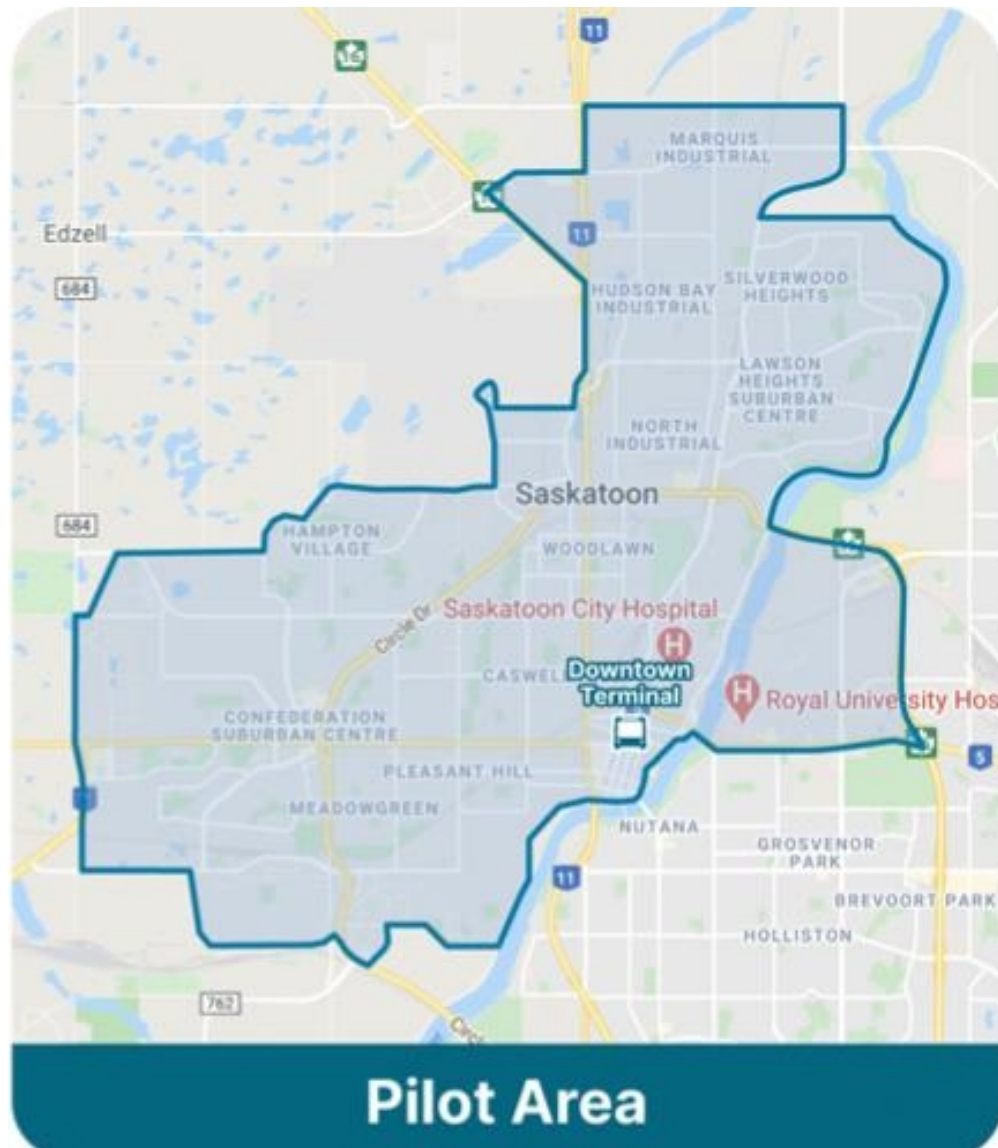 11
16
MARQUIS
INDUSTRIAL
Edzell
11
684
HUDSON BAY
INDUSTRIAL
SILVERWOOD
HEIGHTS
LAWSON
HEIGHTS
SUBURBAN
CENTRE
NORTH
INDUSTRIAL
Saskatoon
684
HAMPTON
VILLAGE
WOODLAWN
Circle Dr
Saskatoon City Hospital
H
CASWELL
Downtown
Terminal
H
Royal University Hos
CONFEDERATION
SUBURBAN CENTRE
5
PLEASANT HILL
MEADOWGREEN
NUTANA
GROSVENOR
PARK
11
BREVOORT PARK
HOLLISTON
762
Circl
Pilot Area